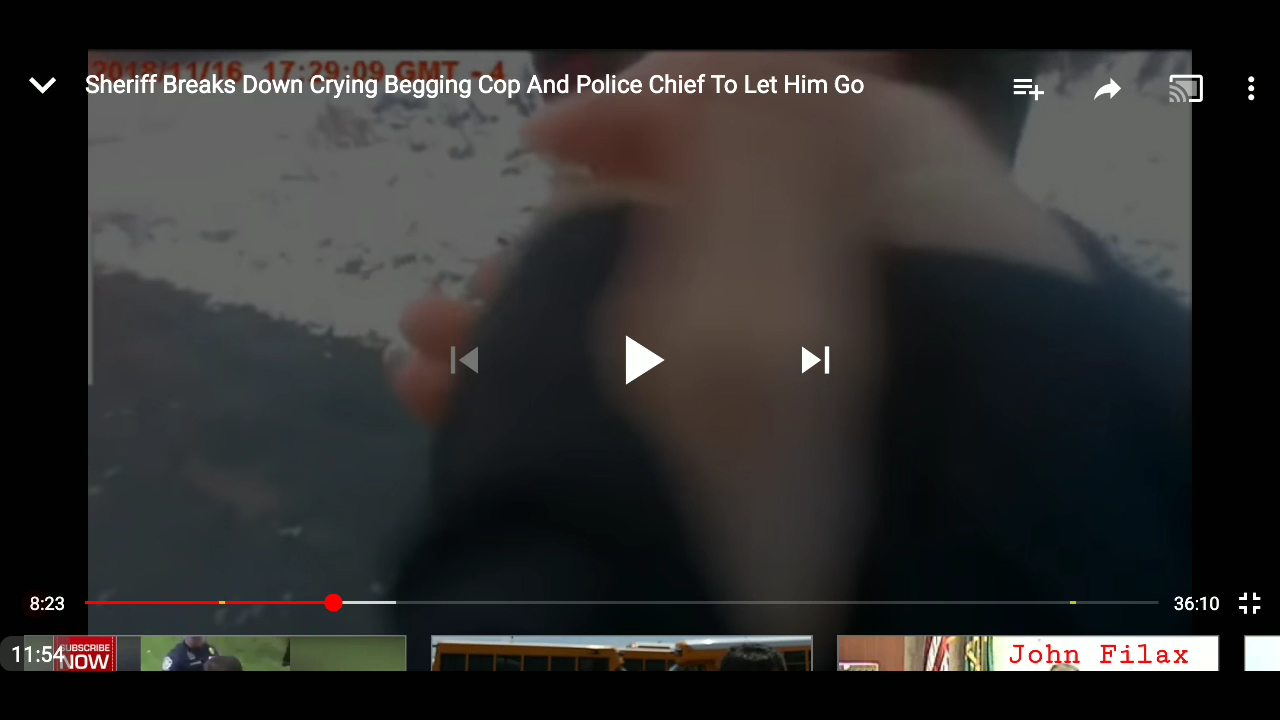 2018/11/16 17:29:09 GMT -4
Sheriff Breaks Down Crying Begging Cop And Police Chief To Let Him Go
8:23
36:10
11:54
SUBSCRIBE
NOW
John Filax